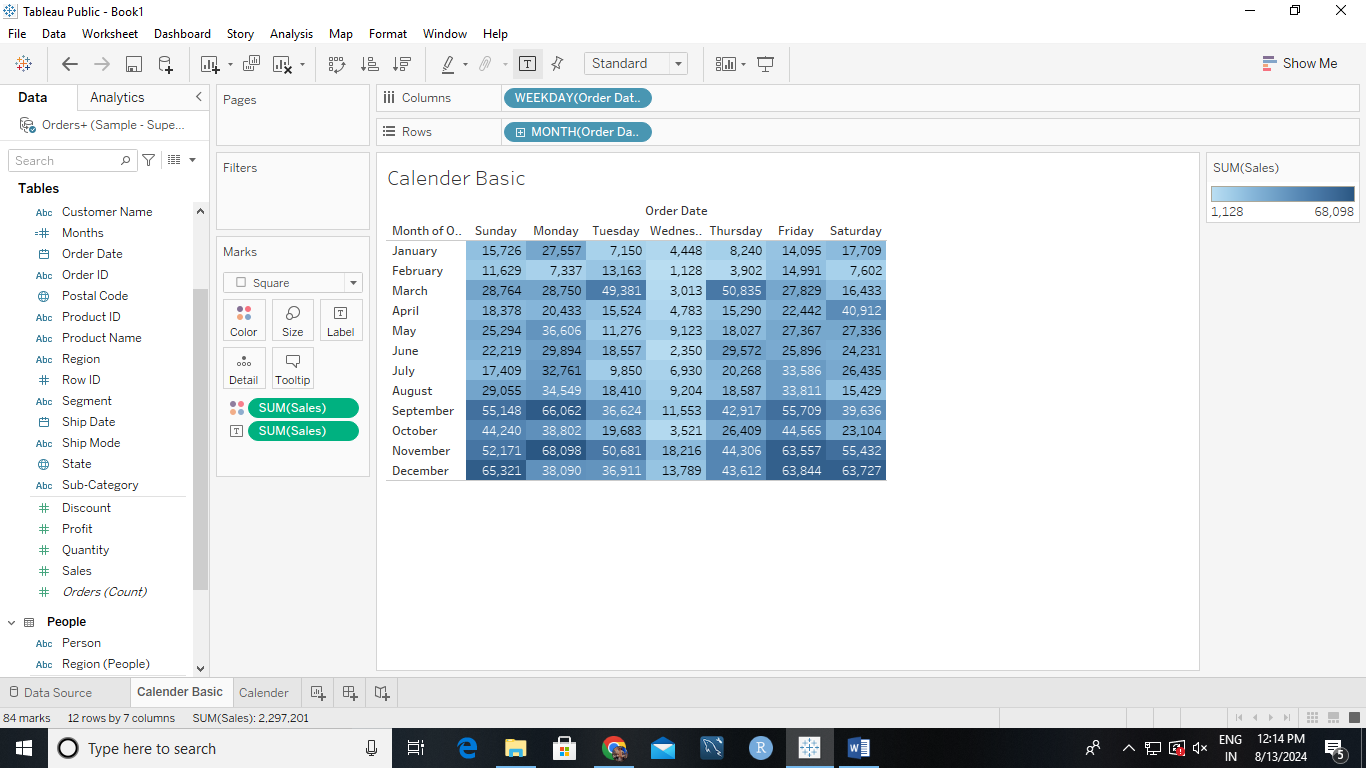 Tableau Public - Book1
File Data Worksheet Dashboard Story Analysis Map Format Window Help
Standard
Show Me
Data Analytics
Orders+ (Sample - Supe...
Search
Tables
Abc Customer Name
Months
Order Date
Abc Order ID
Postal Code
Abc Product ID
Abc Product Name
Abc Region
Row ID
Abc Segment
Ship Date
Abc Ship Mode
State
Abc Sub-Category
Discount
Profit
Quantity
Sales
Orders (Count)
People
Abc Person
Abc Region (People)
Pages
Filters
Marks
Square
Color Size Label
Detail Tooltip
SUM(Sales)
SUM(Sales)
Columns WEEKDAY(Order Dat..
Rows MONTH(Order Da..
Calender Basic
Order Date
Month of O.. Sunday Monday Tuesday Wednes.. Thursday Friday Saturday
January 15,726 27,557 7,150 4,448 8,240 14,095 17,709
February 11,629 7,337 13,163 1,128 3,902 14,991 7,602
March 28,764 28,750 49,381 3,013 50,835 27,829 16,433
April 18,378 20,433 15,524 4,783 15,290 22,442 40,912
May 25,294 36,606 11,276 9,123 18,027 27,367 27,336
June 22,219 29,894 18,557 2,350 29,572 25,896 24,231
July 17,409 32,761 9,850 6,930 20,268 33,586 26,435
August 29,055 34,549 18,410 9,204 18,587 33,811 15,429
September 55,148 66,062 36,624 11,553 42,917 55,709 39,636
October 44,240 38,802 19,683 3,521 26,409 44,565 23,104
November 52,171 68,098 50,681 18,216 44,306 63,557 55,432
December 65,321 38,090 36,911 13,789 43,612 63,844 63,727
SUM(Sales)
1,128 68,098
Data Source Calender Basic Calender
84 marks 12 rows by 7 columns SUM(Sales): 2,297,201
Type here to search
R
ENG
IN
12:14 PM
8/13/2024
5